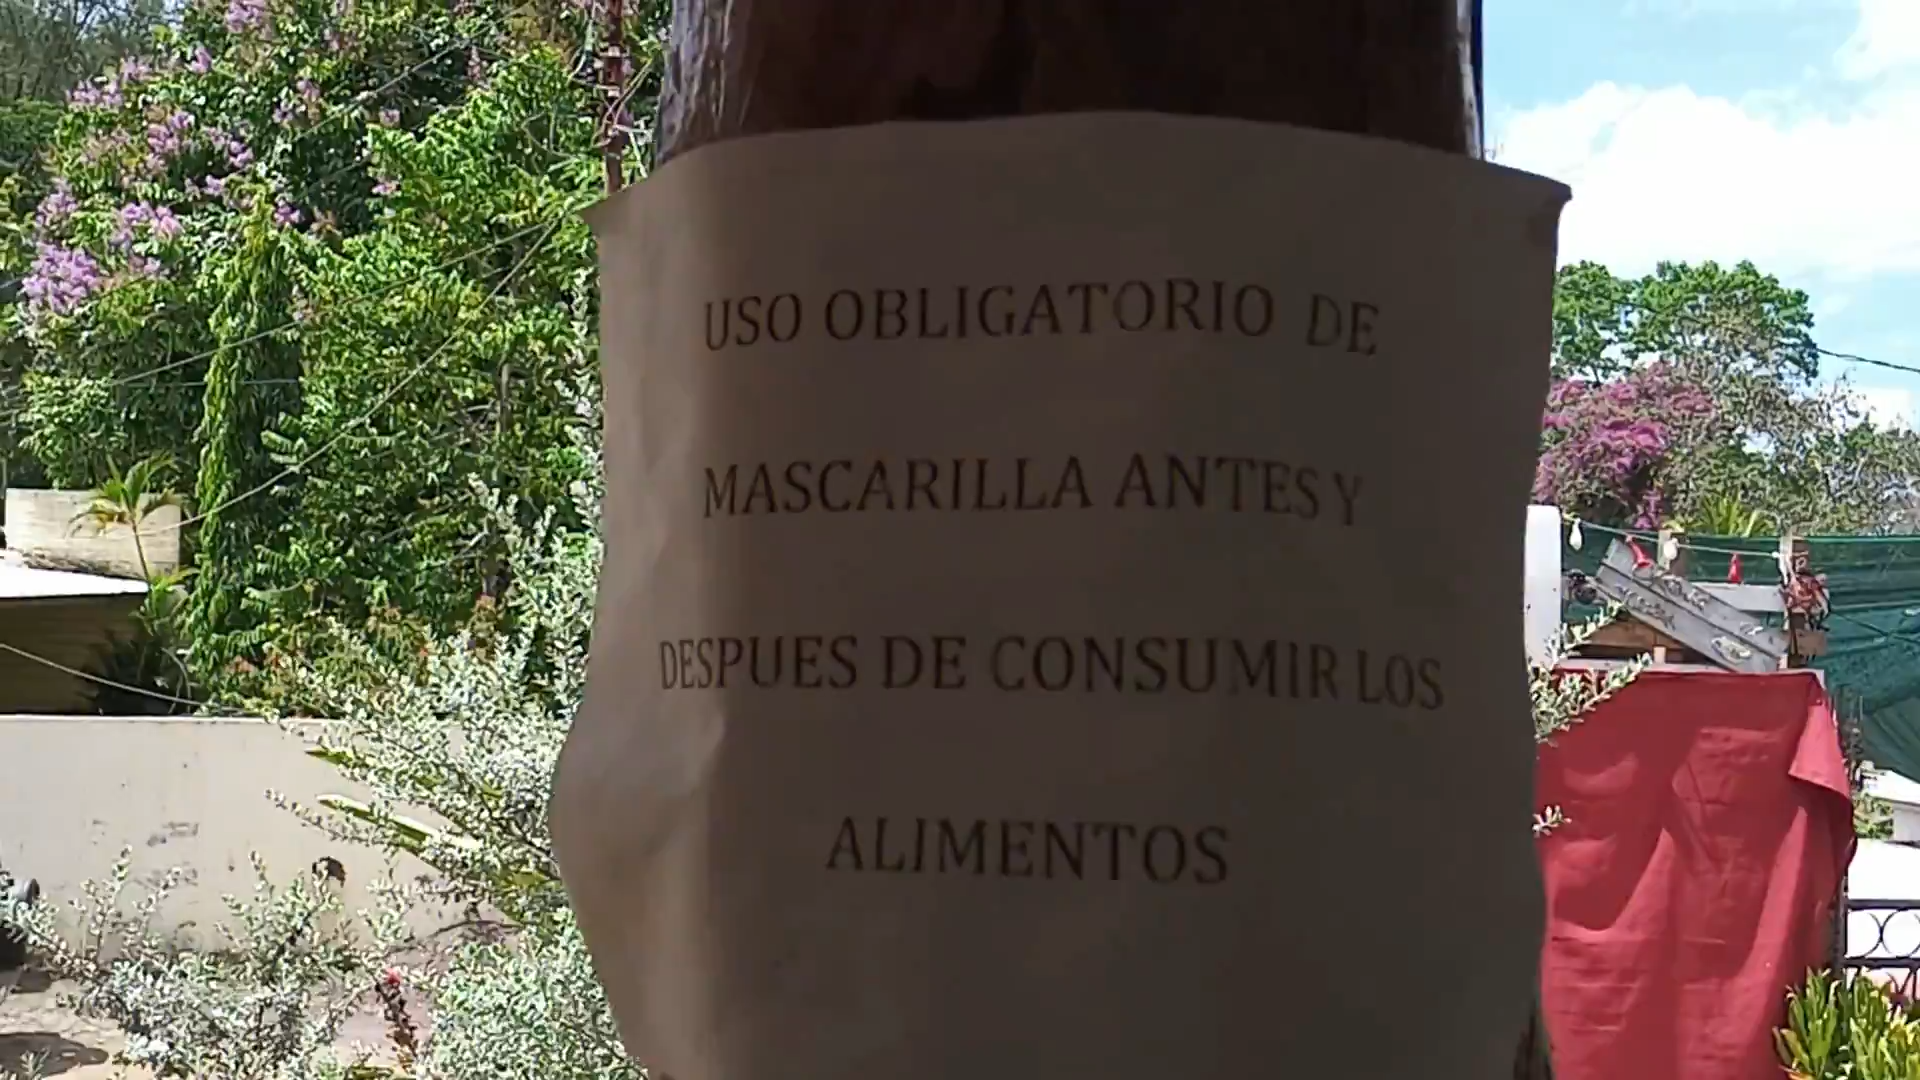 USO OBLIGATORIO DE
MASCARILLA ANTES Y
DESPUES DE CONSUMIR LOS
ALIMENTOS